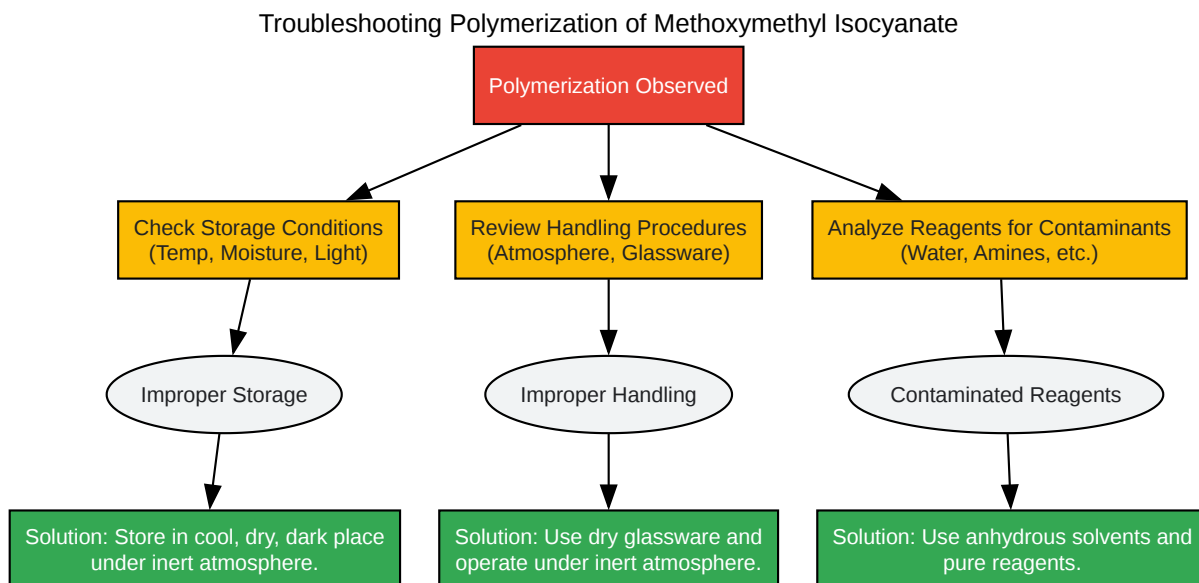 Troubleshooting Polymerization of Methoxymethyl Isocyanate
Polymerization Observed
Check Storage Conditions
(Temp, Moisture, Light)
Review Handling Procedures
(Atmosphere, Glassware)
Analyze Reagents for Contaminants
(Water, Amines, etc.)
Improper Storage
Improper Handling
Contaminated Reagents
Solution: Store in cool, dry, dark place
under inert atmosphere.
Solution: Use dry glassware and
operate under inert atmosphere.
Solution: Use anhydrous solvents and
pure reagents.